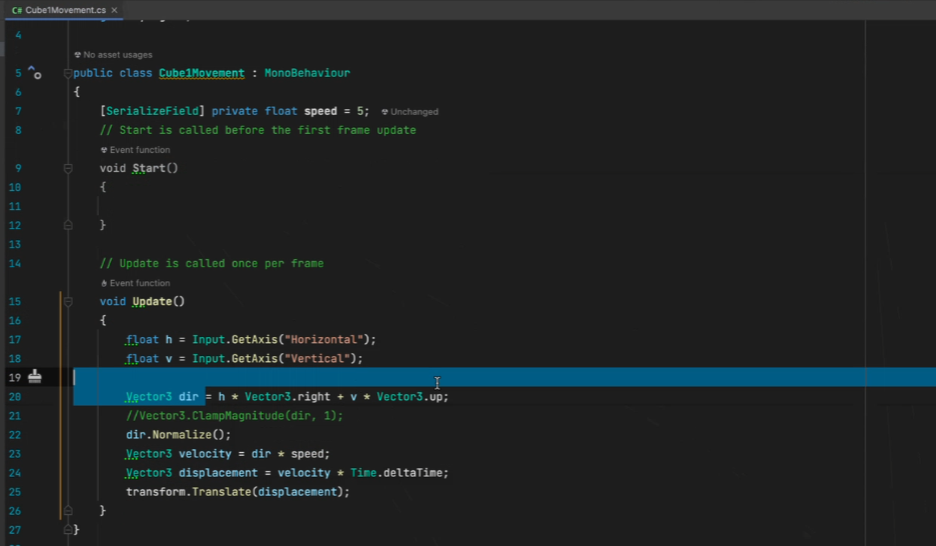 C# Cube1Movement.cs ×
4
No asset usages
5 public class Cube1Movement : MonoBehaviour
6 {
7 [SerializeField] private float speed = 5; Unchanged
8 // Start is called before the first frame update
Event function
9 void Start()
10 {
11
12 }
13
14 // Update is called once per frame
Event function
15 void Update()
16 {
17 float h = Input.GetAxis("Horizontal");
18 float v = Input.GetAxis("Vertical");
19
20 Vector3 dir = h * Vector3.right + v * Vector3.up;
21 //Vector3.ClampMagnitude(dir, 1);
22 dir.Normalize();
23 Vector3 velocity = dir * speed;
24 Vector3 displacement = velocity * Time.deltaTime;
25 transform.Translate(displacement);
26 }
27 }